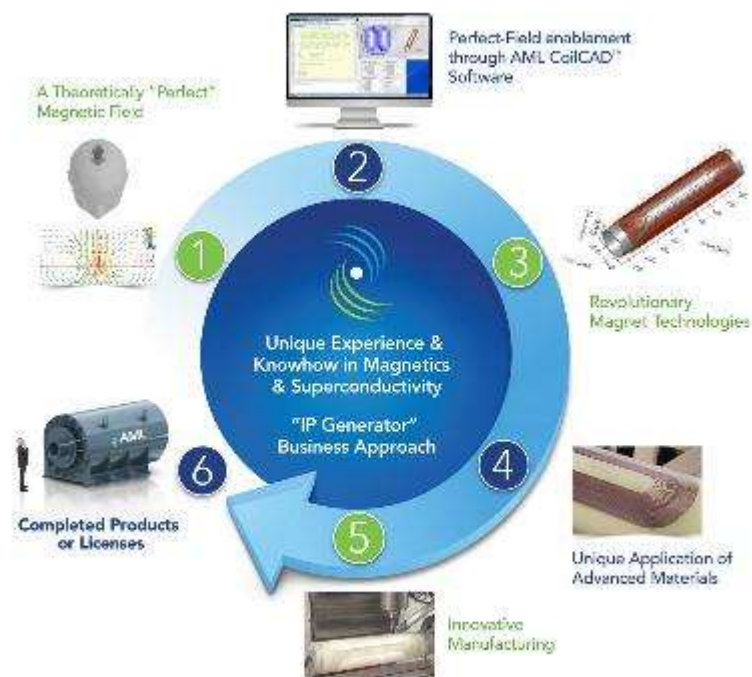 Perfect-Field enablement
through AML CoilCAD™
Software
A Theoretically "Perfect"
Magnetic Field
1
2
3
Revolutionary
Magnet Technologies
Unique Experience &
Knowhow in Magnetics
& Superconductivity
"IP Generator"
Business Approach
4
Unique Application of
Advanced Materials
5
Innovative
Manufacturing
6
AML
Completed Products
or Licenses